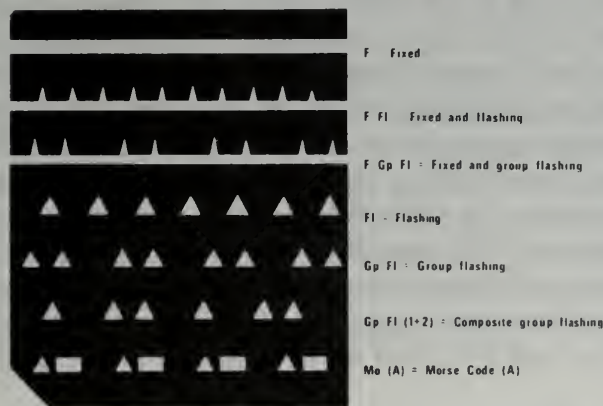 F Fixed
F Fl Fixed and flashing
F Gp Fl = Fixed and group flashing
Fl - Flashing
Gp Fl = Group flashing
Gp Fl (1+2) = Composite group flashing
Mo (A) = Morse Code (A)